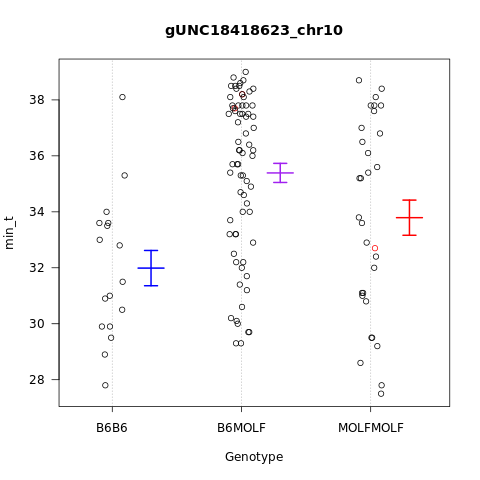 gUNC18418623_chr10
min_t
38
36
34
32
30
28
B6B6
B6MOLF
MOLFMOLF
Genotype